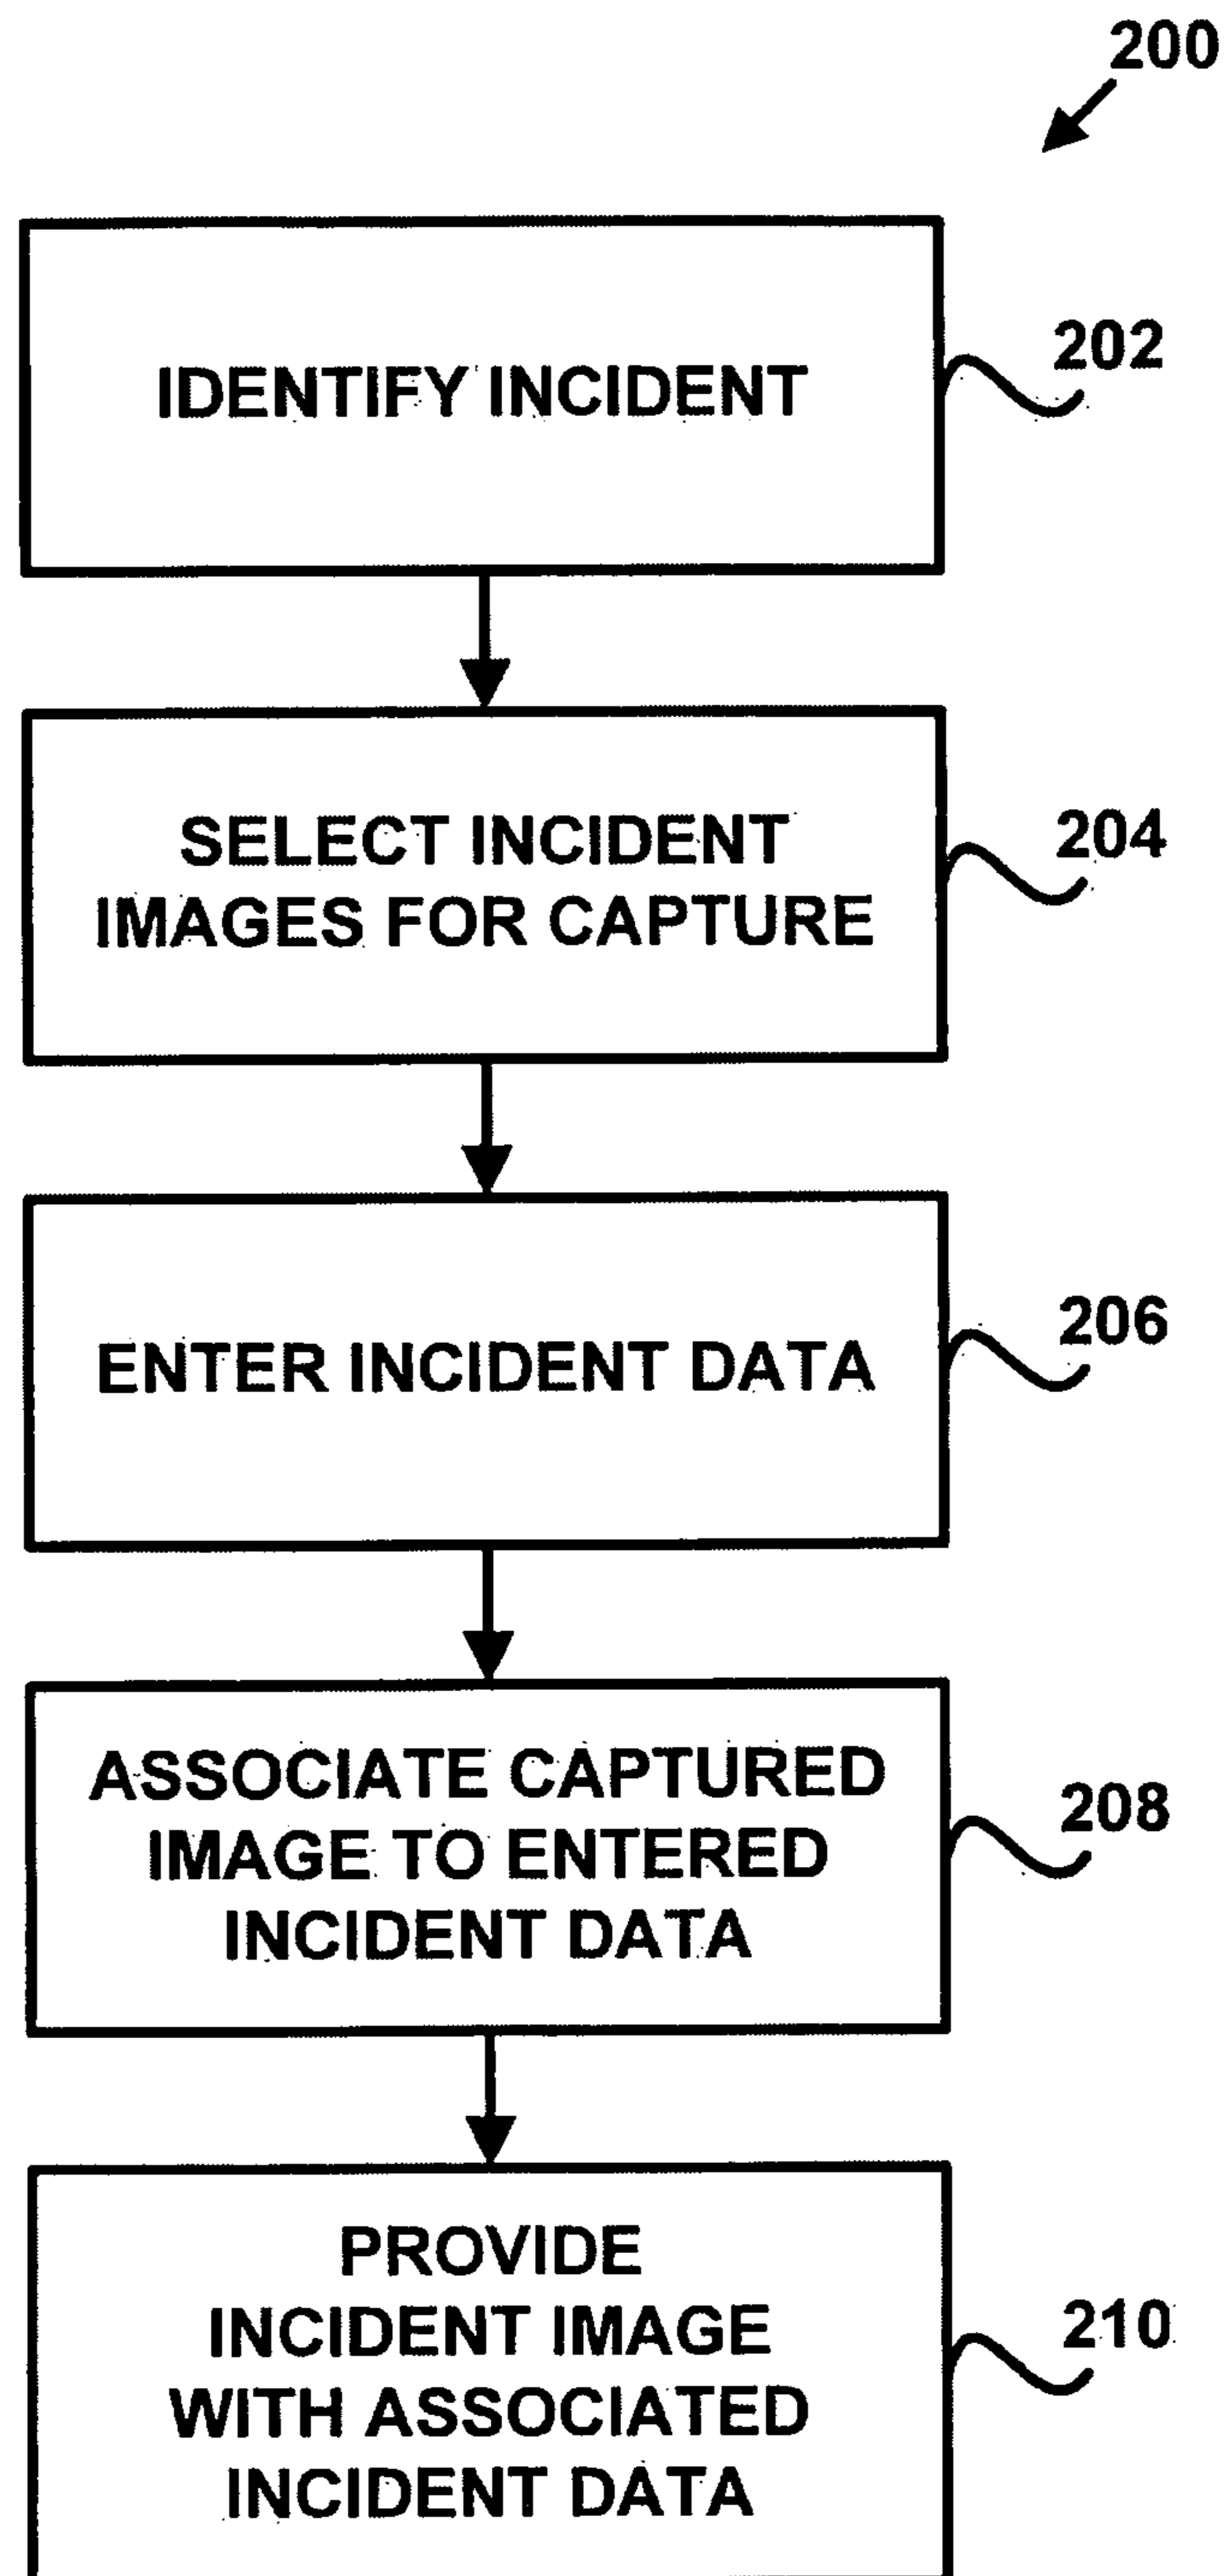 200
IDENTIFY INCIDENT
202
SELECT INCIDENT
IMAGES FOR CAPTURE
204
ENTER INCIDENT DATA
206
ASSOCIATE CAPTURED
IMAGE TO ENTERED
INCIDENT DATA
208
PROVIDE
INCIDENT IMAGE
WITH ASSOCIATED
INCIDENT DATA
210